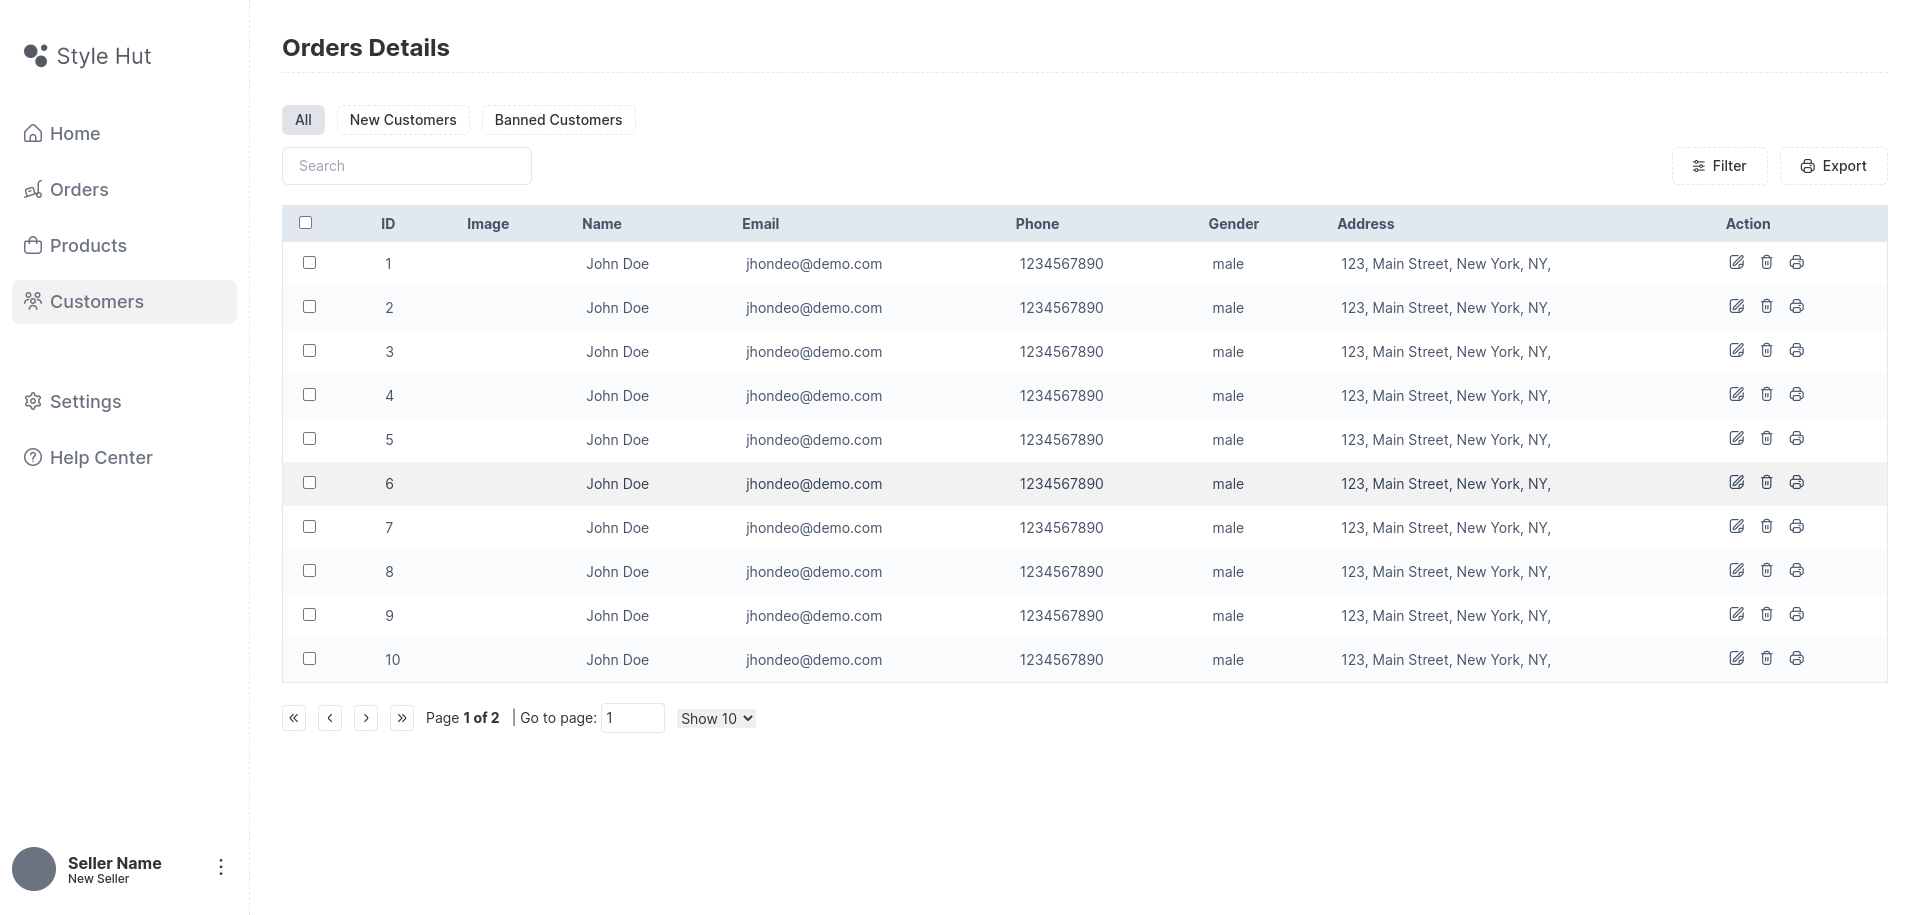 Style Hut
Home
Orders
Products
Customers
Settings
Help Center
Seller Name
New Seller
Orders Details
All New Customers Banned Customers
Search Filter Export
ID Image Name Email Phone Gender Address Action
1 John Doe jhondeo@demo.com 1234567890 male 123, Main Street, New York, NY,
2 John Doe jhondeo@demo.com 1234567890 male 123, Main Street, New York, NY,
3 John Doe jhondeo@demo.com 1234567890 male 123, Main Street, New York, NY,
4 John Doe jhondeo@demo.com 1234567890 male 123, Main Street, New York, NY,
5 John Doe jhondeo@demo.com 1234567890 male 123, Main Street, New York, NY,
6 John Doe jhondeo@demo.com 1234567890 male 123, Main Street, New York, NY,
7 John Doe jhondeo@demo.com 1234567890 male 123, Main Street, New York, NY,
8 John Doe jhondeo@demo.com 1234567890 male 123, Main Street, New York, NY,
9 John Doe jhondeo@demo.com 1234567890 male 123, Main Street, New York, NY,
10 John Doe jhondeo@demo.com 1234567890 male 123, Main Street, New York, NY,
« ‹ › » Page 1 of 2 | Go to page: 1 Show 10